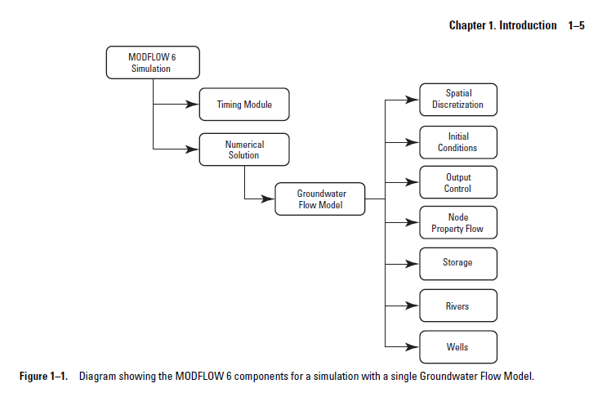 Chapter 1. Introduction 1–5
MODFLOW 6
Simulation
Timing Module
Numerical
Solution
Groundwater
Flow Model
Spatial
Discretization
Initial
Conditions
Output
Control
Node
Property Flow
Storage
Rivers
Wells
Figure 1–1. Diagram showing the MODFLOW 6 components for a simulation with a single Groundwater Flow Model.